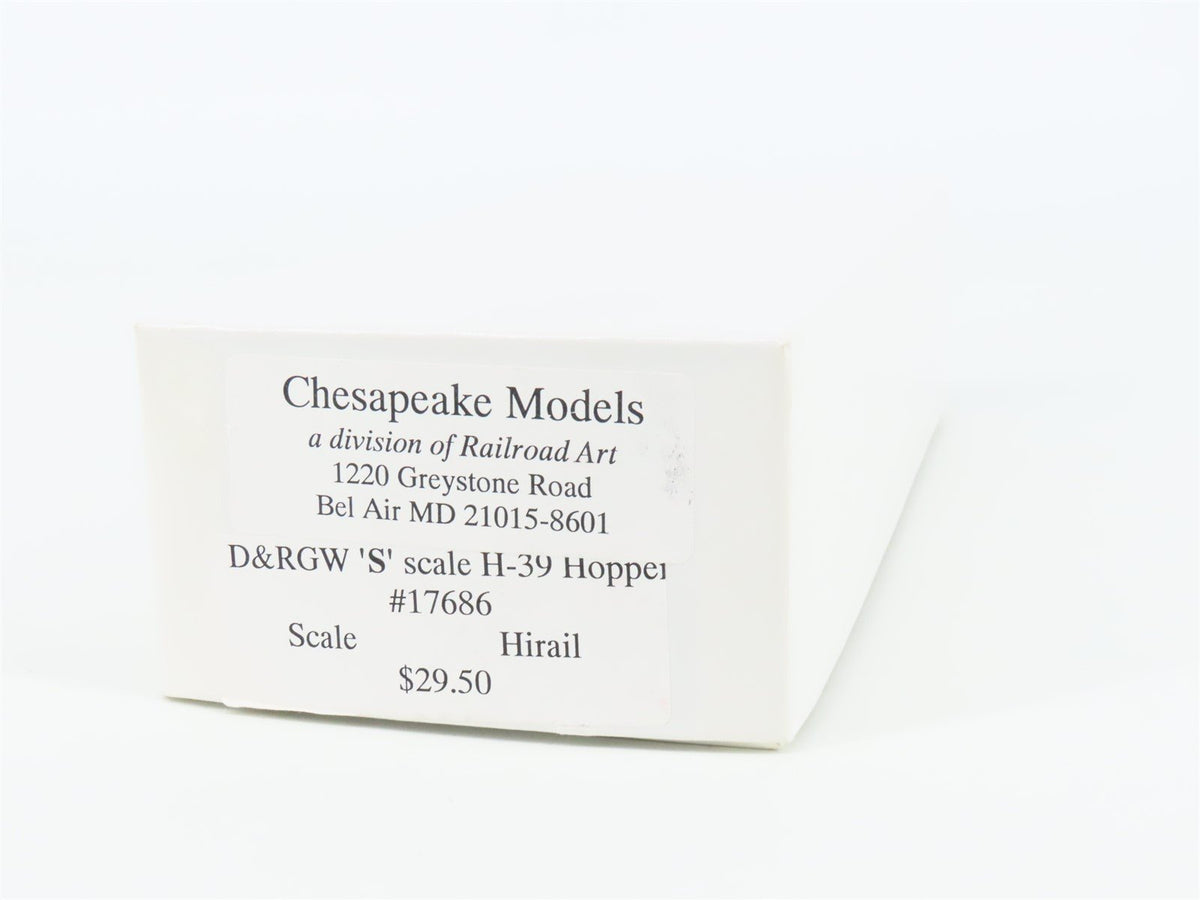 Chesapeake Models
a division of Railroad Art
1220 Greystone Road
Bel Air MD 21015-8601
D&RGW 'S' scale H-39 Hopper
#17686
Scale Hirail
$29.50